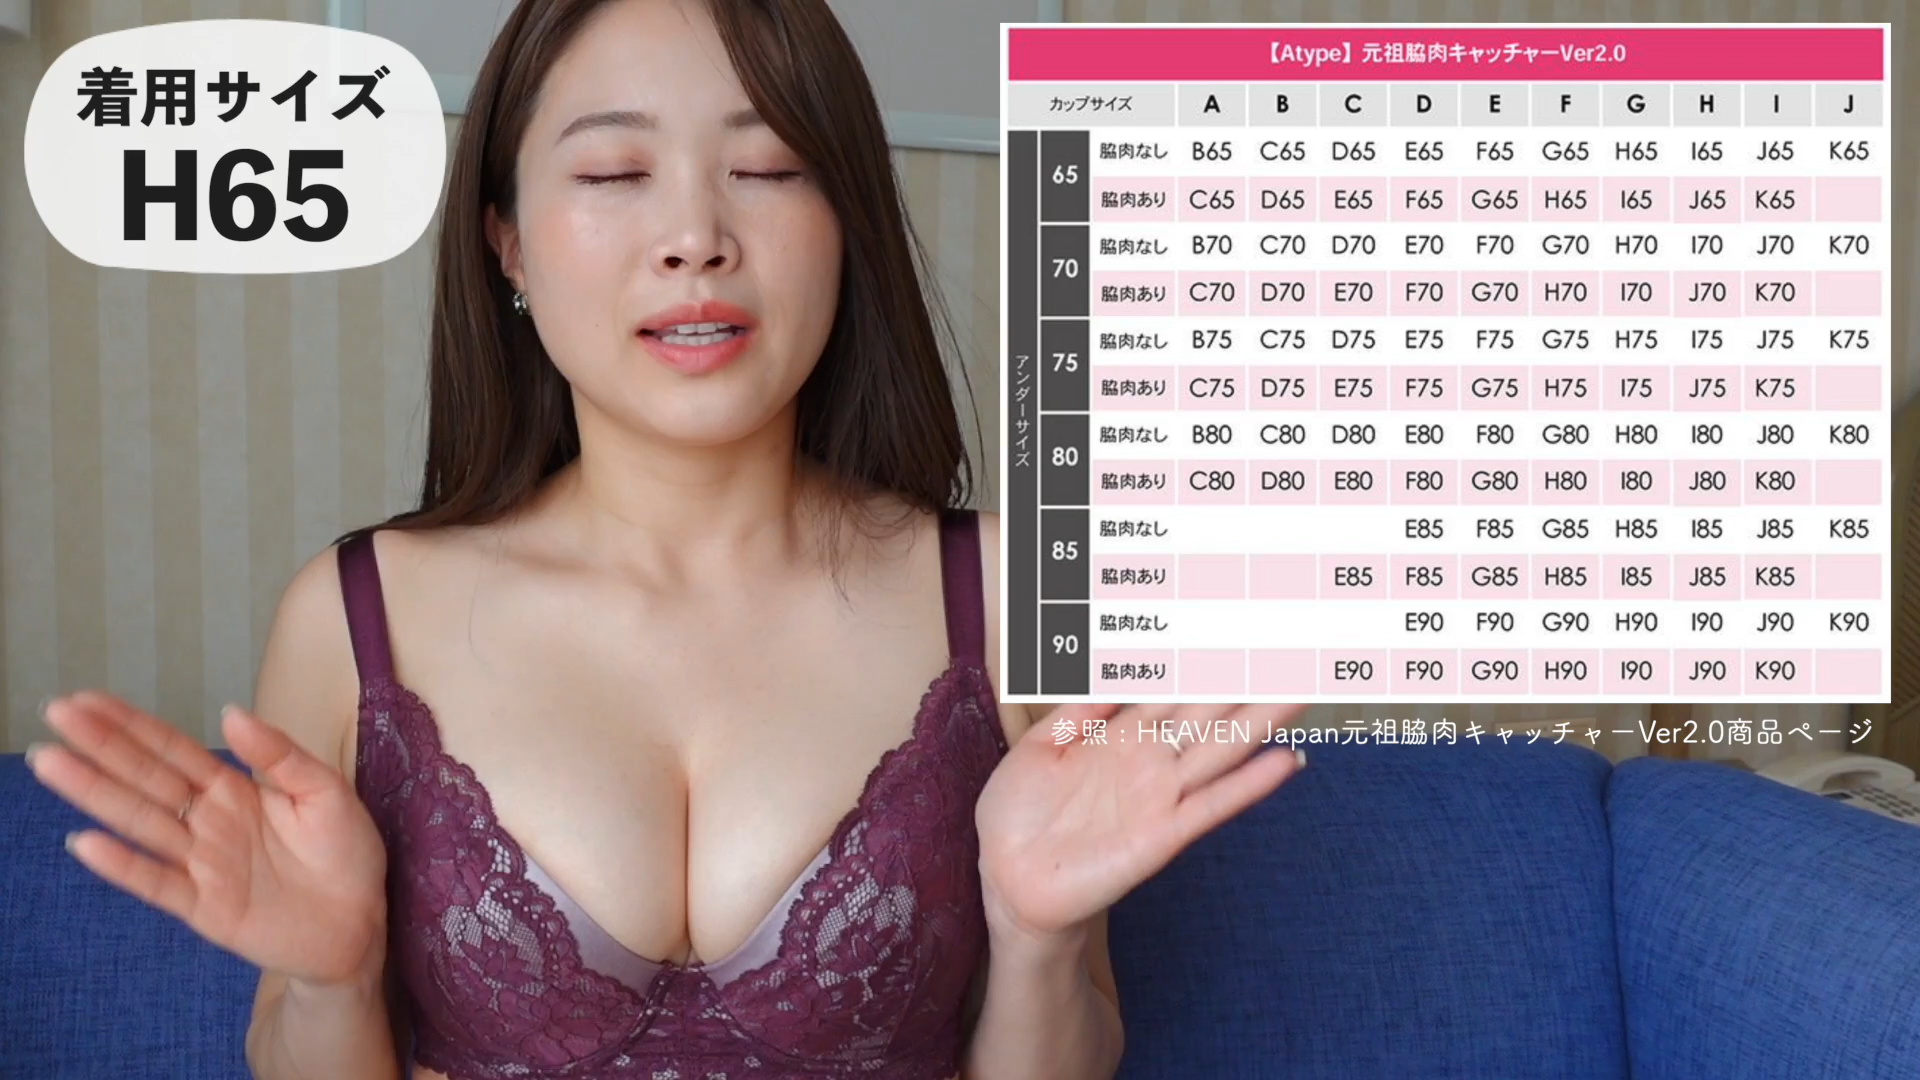 着用サイズ
H65
【Atype】元祖脇肉キャッチャーVer2.0
カップサイズ A B C D E F G H I J
アンダーサイズ
65 脇肉なし B65 C65 D65 E65 F65 G65 H65 I65 J65 K65
脇肉あり C65 D65 E65 F65 G65 H65 I65 J65 K65
70 脇肉なし B70 C70 D70 E70 F70 G70 H70 I70 J70 K70
脇肉あり C70 D70 E70 F70 G70 H70 I70 J70 K70
75 脇肉なし B75 C75 D75 E75 F75 G75 H75 I75 J75 K75
脇肉あり C75 D75 E75 F75 G75 H75 I75 J75 K75
80 脇肉なし B80 C80 D80 E80 F80 G80 H80 I80 J80 K80
脇肉あり C80 D80 E80 F80 G80 H80 I80 J80 K80
85 脇肉なし E85 F85 G85 H85 I85 J85 K85
脇肉あり E85 F85 G85 H85 I85 J85 K85
90 脇肉なし E90 F90 G90 H90 I90 J90 K90
脇肉あり E90 F90 G90 H90 I90 J90 K90
参照：HEAVEN Japan元祖脇肉キャッチャーVer2.0商品ページ